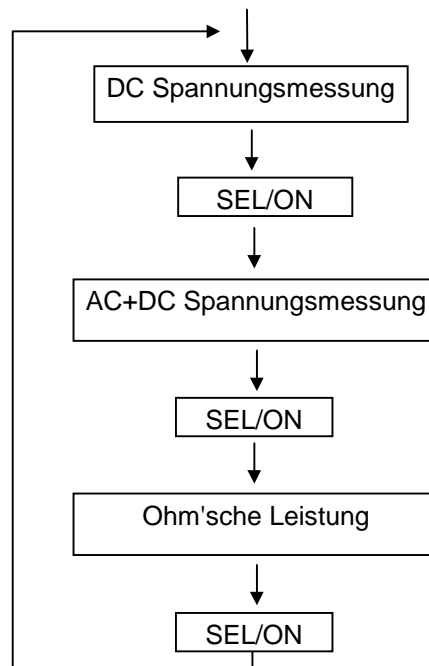 DC Spannungsmessung
SEL/ON
AC+DC Spannungsmessung
SEL/ON
Ohm'sche Leistung
SEL/ON